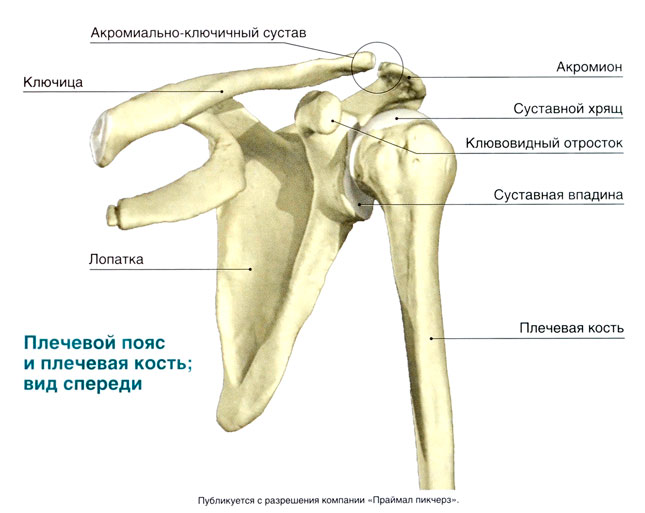 Акромиально-ключичный сустав
Ключица
Акромион
Суставной хрящ
Клювовидный отросток
Суставная впадина
Лопатка
Плечевая кость
Плечевой пояс
и плечевая кость;
вид спереди
Публикуется с разрешения компании «Праймал пикчерз».